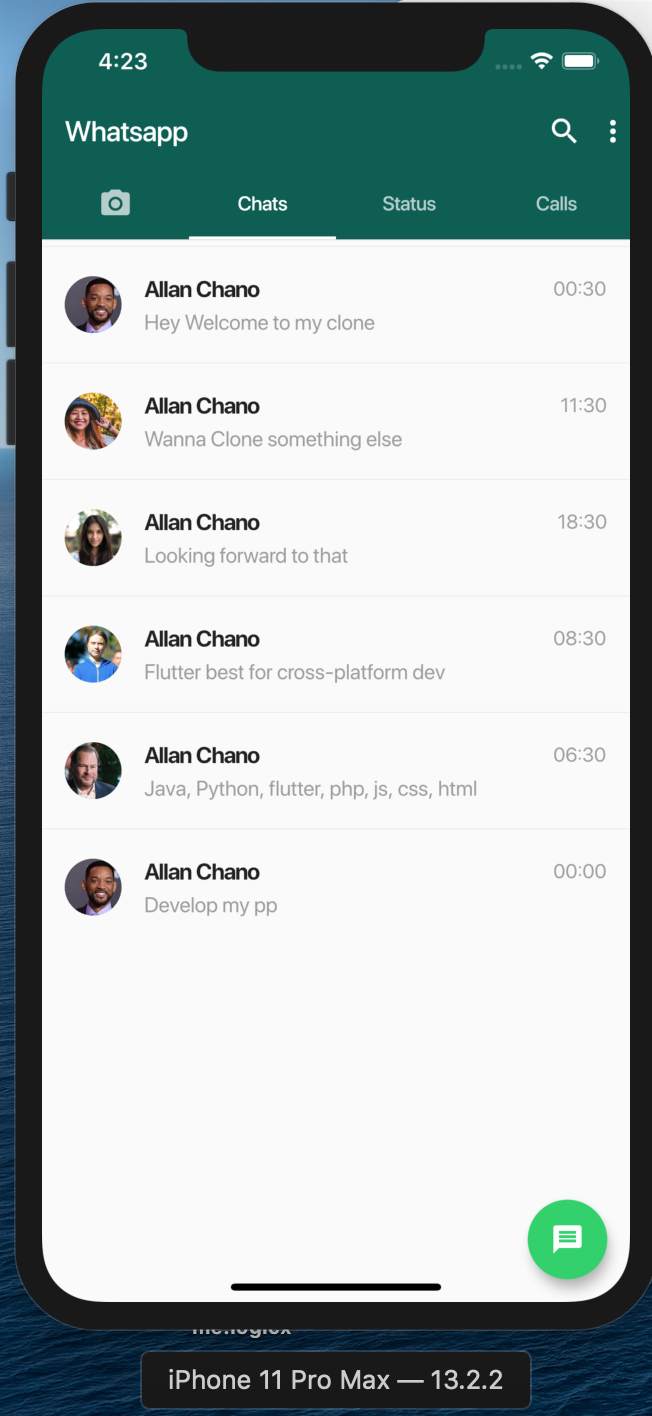 4:23
Whatsapp
Chats Status Calls
Allan Chano 00:30
Hey Welcome to my clone
Allan Chano 11:30
Wanna Clone something else
Allan Chano 18:30
Looking forward to that
Allan Chano 08:30
Flutter best for cross-platform dev
Allan Chano 06:30
Java, Python, flutter, php, js, css, html
Allan Chano 00:00
Develop my pp
iPhone 11 Pro Max — 13.2.2